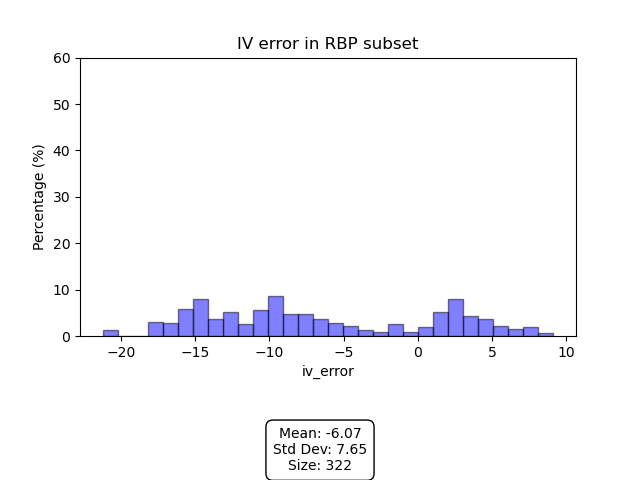 IV error in RBP subset
60
50
40
30
20
10
0
Percentage (%)
−20
−15
−10
−5
0
5
10
iv_error
Mean: -6.07
Std Dev: 7.65
Size: 322